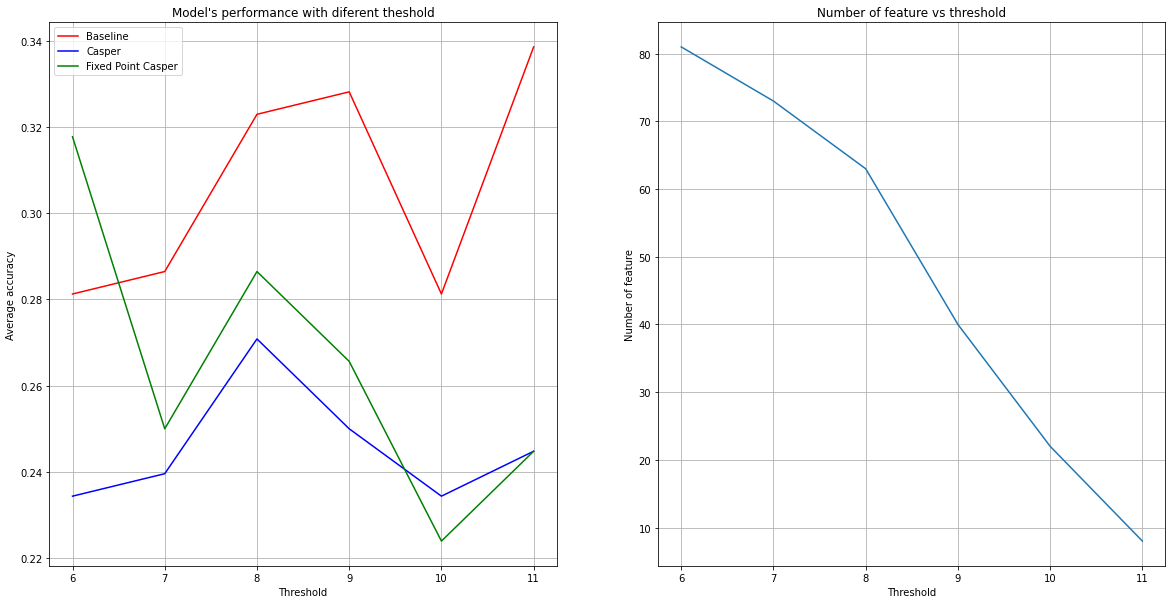 Model's performance with diferent theshold
Baseline
Casper
Fixed Point Casper
0.34
0.32
0.30
0.28
0.26
0.24
0.22
Average accuracy
6 7 8 9 10 11
Threshold
Number of feature vs threshold
80
70
60
50
40
30
20
10
Number of feature
6 7 8 9 10 11
Threshold